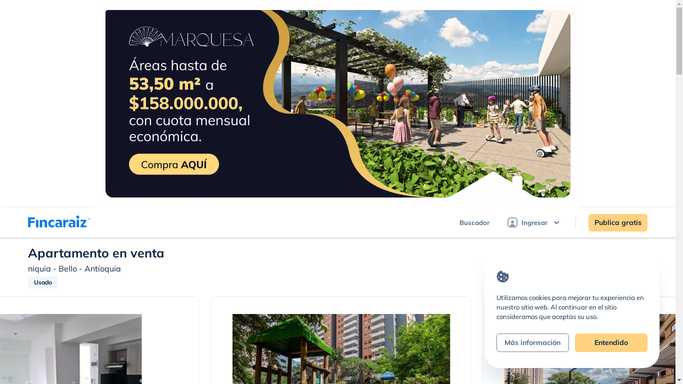 MARQUESA
Áreas hasta de
53,50 m² a
$158.000.000,
con cuota mensual
económica.
Compra AQUÍ
Fincaraiz
Buscador
Ingresar
Publica gratis
Apartamento en venta
niquia - Bello - Antioquia
Usado
Utilizamos cookies para mejorar tu experiencia en
nuestro sitio web. Al continuar en el sitio
consideramos que aceptas su uso.
Más información
Entendido